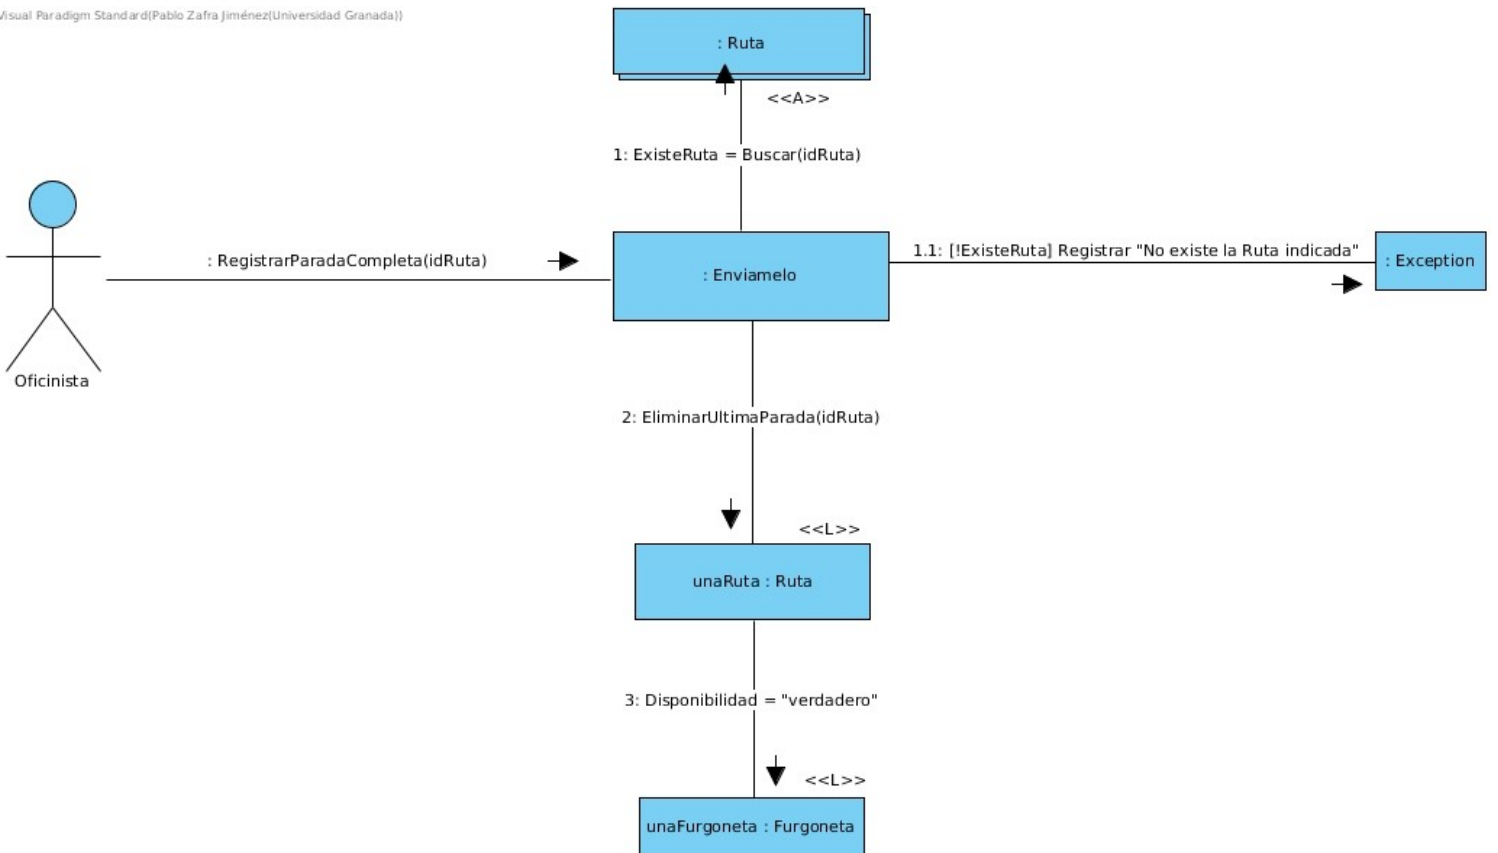 Visual Paradigm Standard(Pablo Zafra Jiménez(Universidad Granada))
: Ruta
<<A>>
1: ExisteRuta = Buscar(idRuta)
: RegistrarParadaCompleta(idRuta)
: Enviamelo
1.1: [!ExisteRuta] Registrar "No existe la Ruta indicada"
: Exception
Oficinista
2: EliminarUltimaParada(idRuta)
<<L>>
unaRuta : Ruta
3: Disponibilidad = "verdadero"
<<L>>
unaFurgoneta : Furgoneta